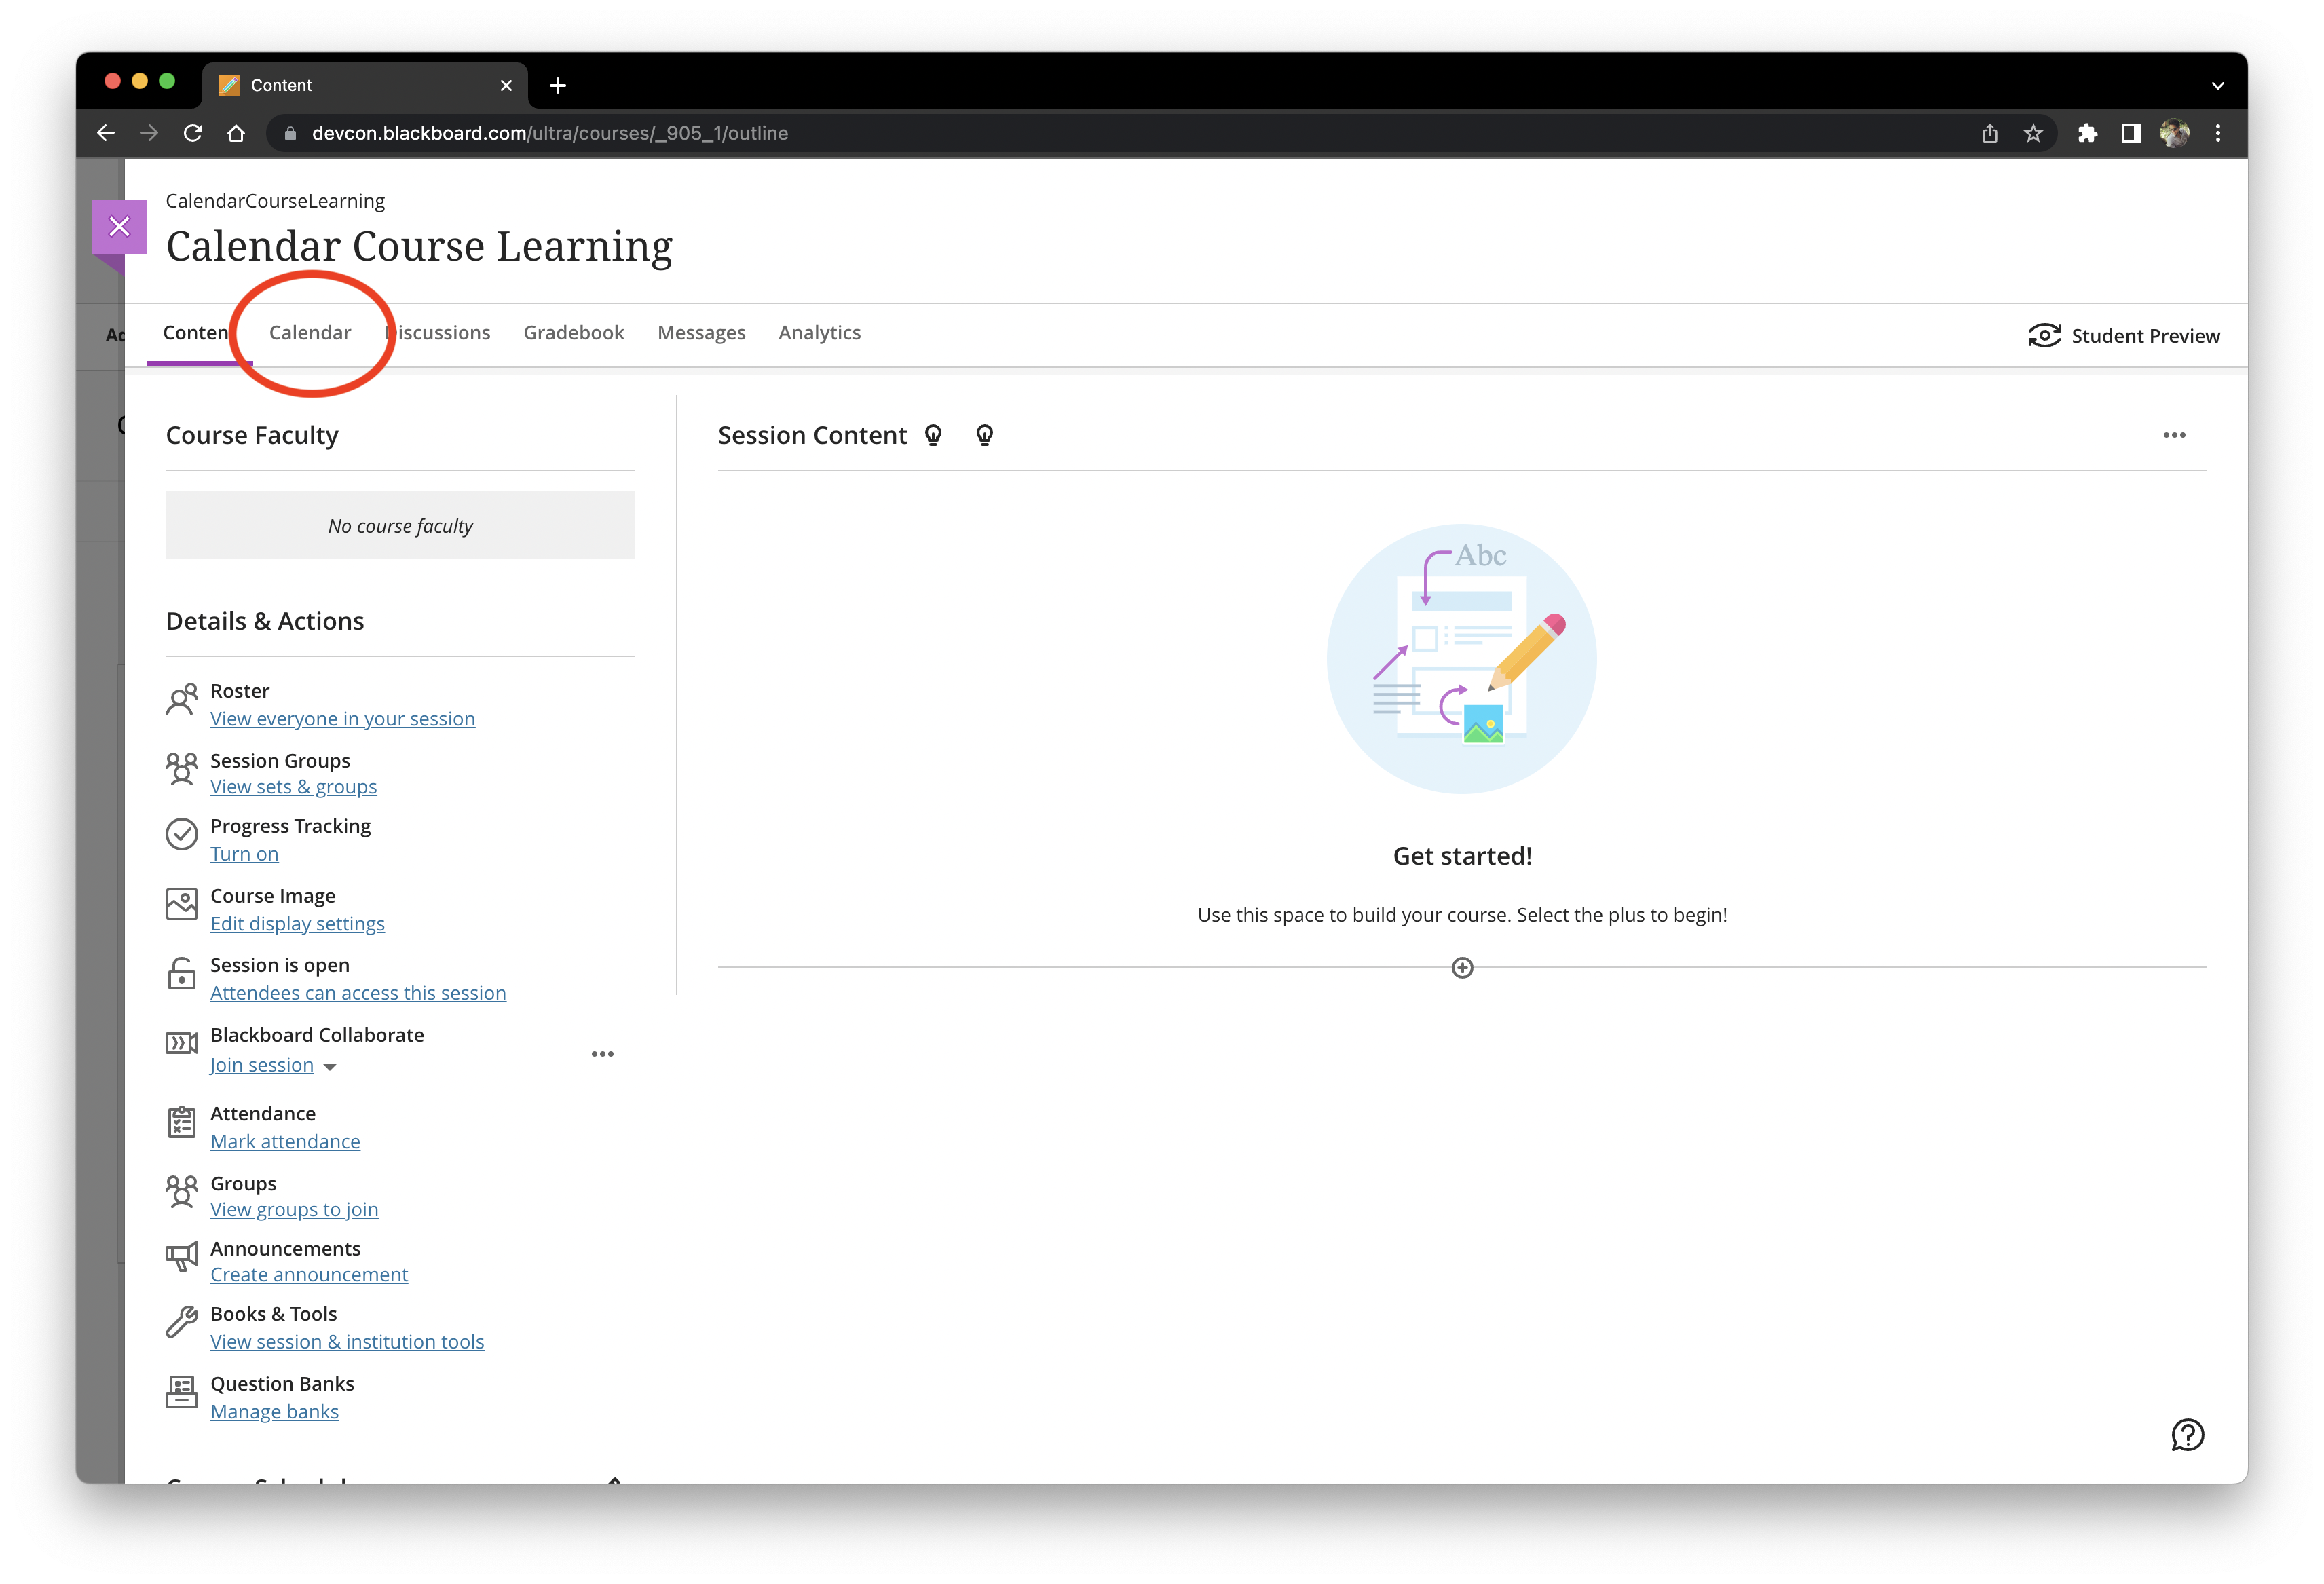 Content
devcon.blackboard.com/ultra/courses/_905_1/outline
CalendarCourseLearning
Calendar Course Learning
Conten Calendar iscussions Gradebook Messages Analytics
Student Preview
Course Faculty
No course faculty
Details & Actions
Roster
View everyone in your session
Session Groups
View sets & groups
Progress Tracking
Turn on
Course Image
Edit display settings
Session is open
Attendees can access this session
Blackboard Collaborate
Join session
Attendance
Mark attendance
Groups
View groups to join
Announcements
Create announcement
Books & Tools
View session & institution tools
Question Banks
Manage banks
Session Content
Abc
Get started!
Use this space to build your course. Select the plus to begin!